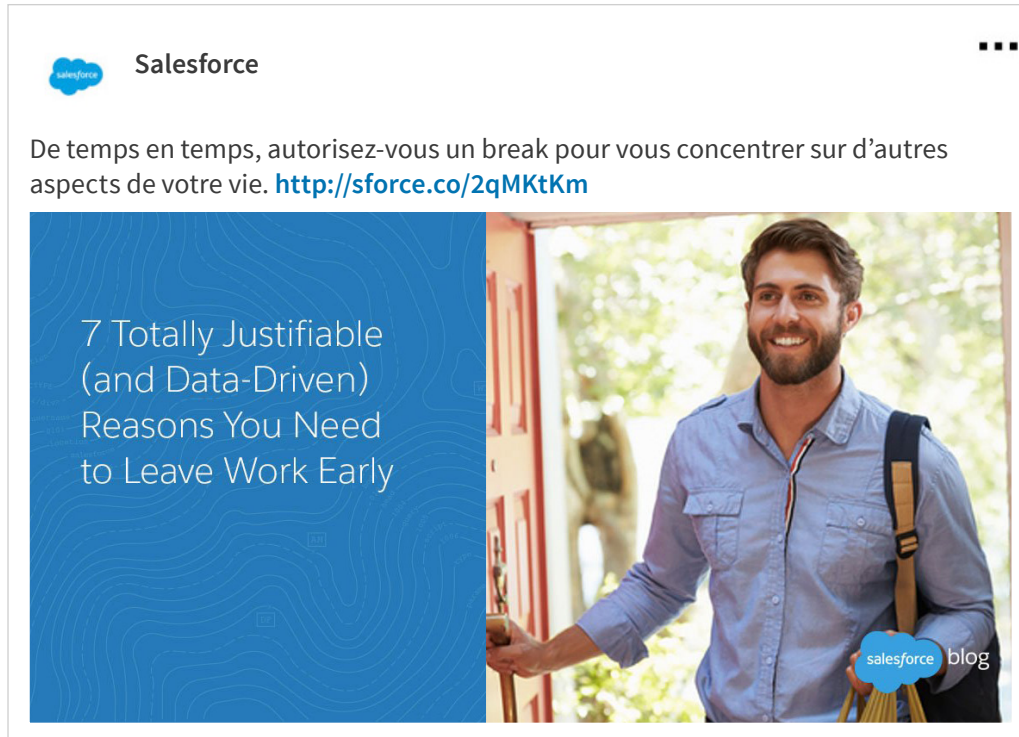 salesforce
Salesforce
De temps en temps, autorisez-vous un break pour vous concentrer sur d’autres
aspects de votre vie. http://sforce.co/2qMKtKm
7 Totally Justifiable
(and Data-Driven)
Reasons You Need
to Leave Work Early
salesforce blog